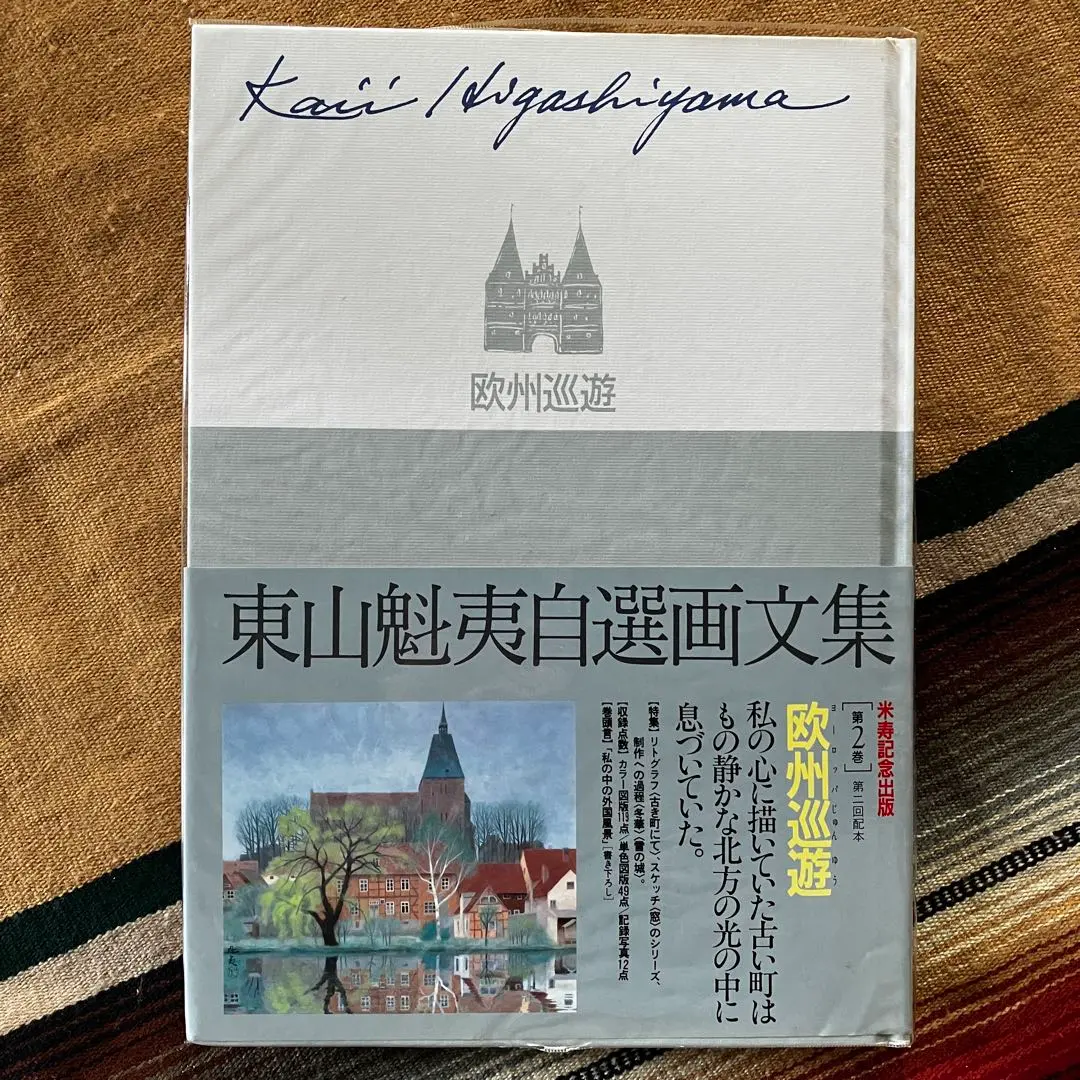 Kaii Higashiyama
欧州巡遊
東山魁夷自選画文集
米寿記念出版
[第2巻] 第二回配本
ヨーロッパじゅんゆう
欧州巡遊
私の心に描いていた古い町は
もの静かな北方の光の中に
息づいていた。
[特集] リトグラフ〈古き町にて〉、スケッチ〈窓〉のシリーズ、
制作への過程〈冬華〉〈雪の城〉。
[収録点数] カラー図版119点/単色図版49点/記録写真12点
[巻頭言] 「私の中の外国風景」[書き下ろし]